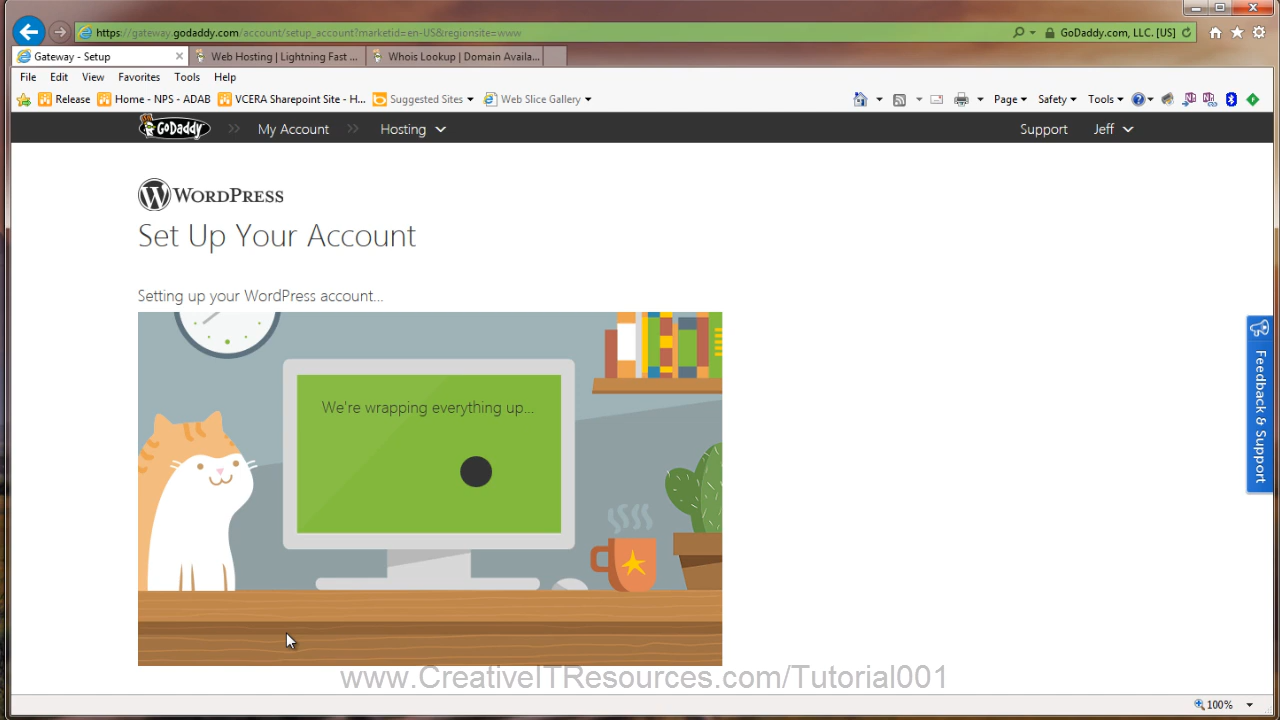 https://gateway.godaddy.com/account/setup_account?marketid=en-US&regionsite=www
GoDaddy.com, LLC. [US]
Gateway - Setup
Web Hosting | Lightning Fast ...
Whois Lookup | Domain Availa...
File Edit View Favorites Tools Help
Release
Home - NPS - ADAB
VCERA Sharepoint Site - H...
Suggested Sites
Web Slice Gallery
Page
Safety
Tools
GoDaddy
My Account
Hosting
Support
Jeff
WORDPRESS
Set Up Your Account
Setting up your WordPress account...
We're wrapping everything up...
Feedback & Support
www.CreativeITResources.com/Tutorial001
100%